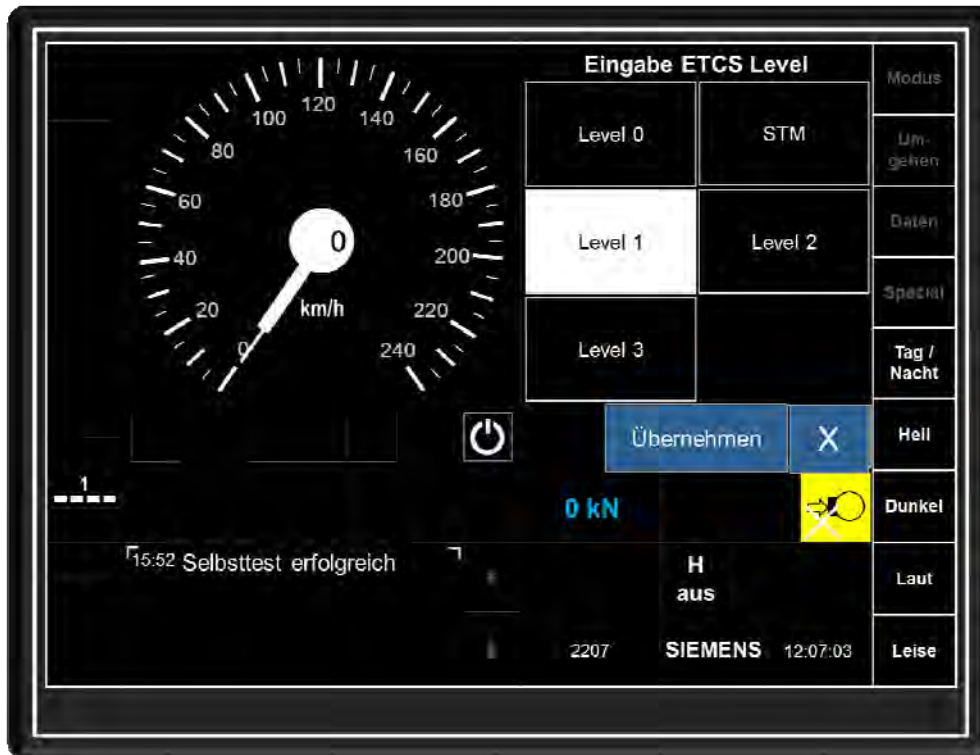 Eingabe ETCS Level
Modus
Um-
gehen
Daten
Special
Tag /
Nacht
Hell
Dunkel
Laut
Leise
Level 0
STM
Level 1
Level 2
Level 3
Übernehmen
X
0
20
40
60
80
100
120
140
160
180
200
220
240
0
km/h
1
0 kN
15:52 Selbsttest erfolgreich
H
aus
2207
SIEMENS
12:07:03